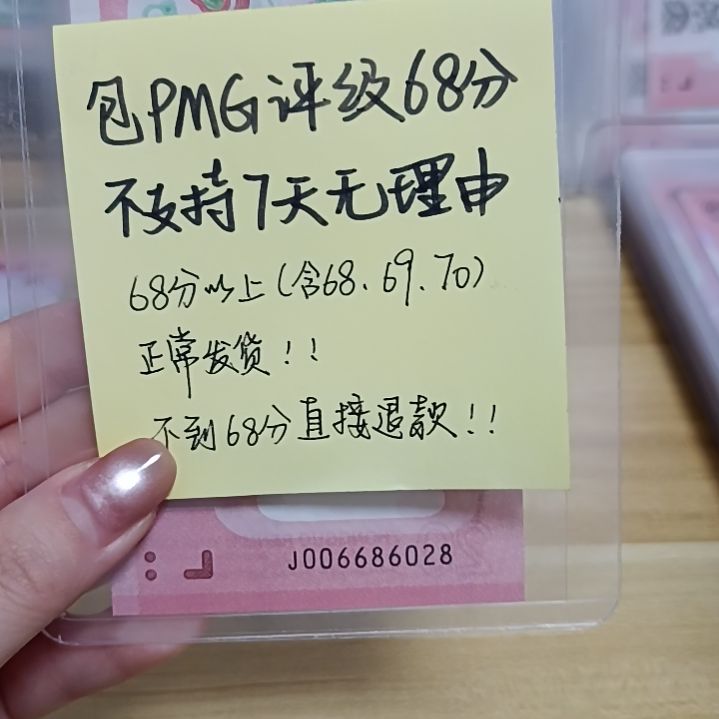 包PMG评级68分
不支持7天无理由
68分以上（含68、69、70）
正常发货！！
不到68分直接退款！！
J006686028